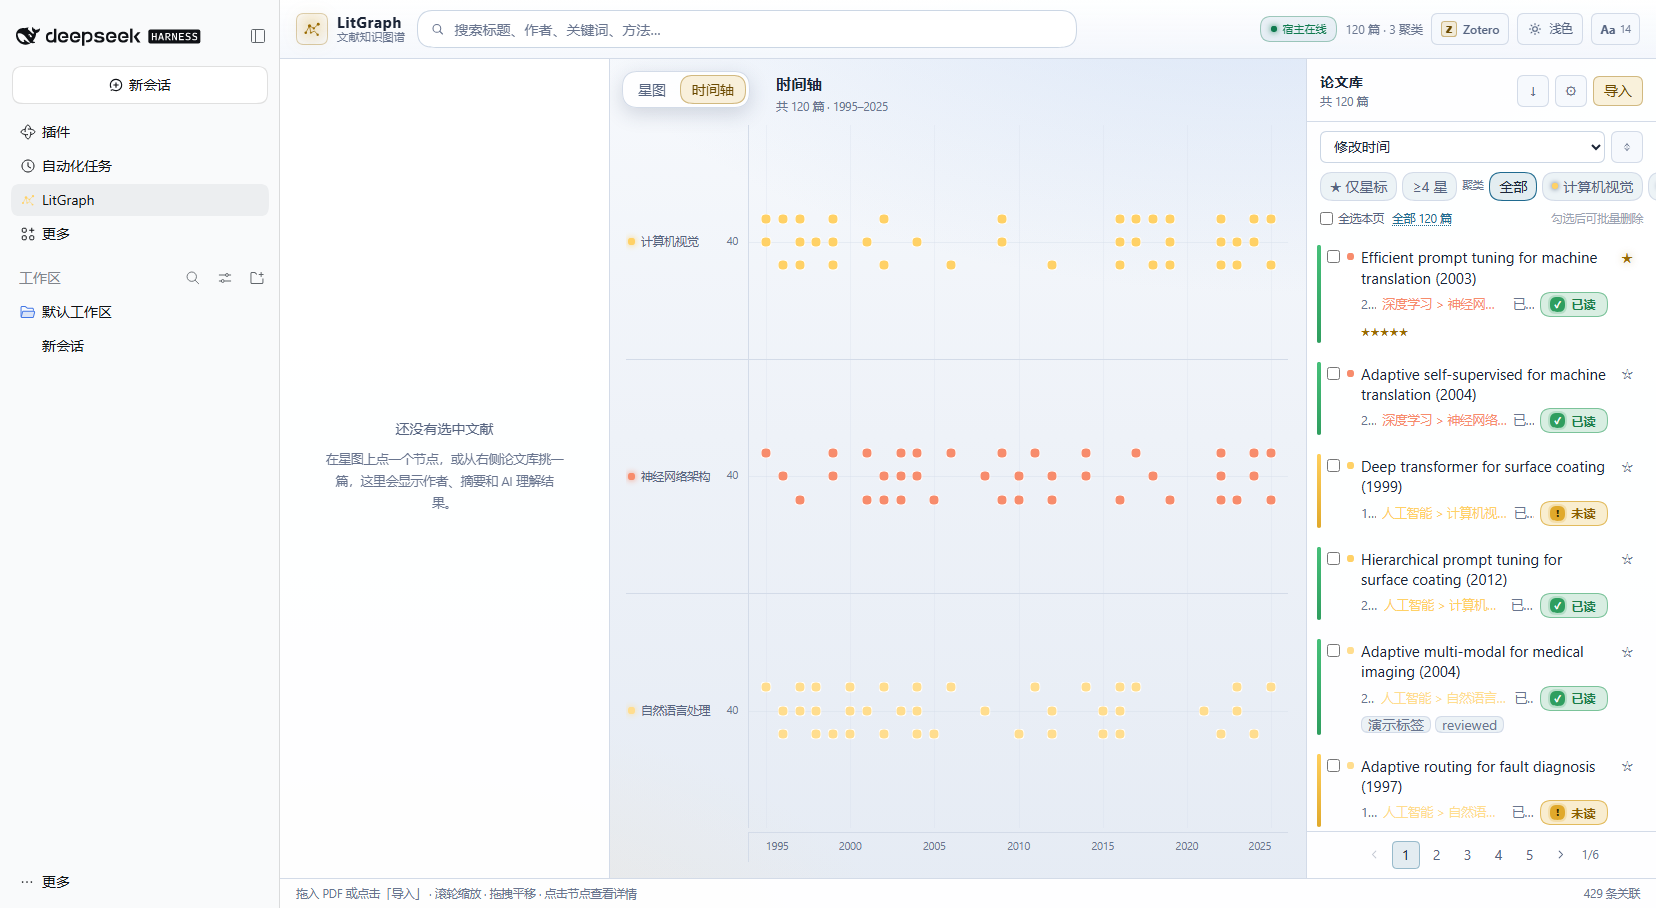 deepseek HARNESS
新会话
插件
自动化任务
LitGraph
更多
工作区
默认工作区
新会话
更多
LitGraph
文献知识图谱
搜索标题、作者、关键词、方法...
宿主在线
120 篇 · 3 聚类
Z Zotero
浅色
Aa 14
还没有选中文献
在星图上点一个节点，或从右侧论文库挑一
篇，这里会显示作者、摘要和 AI 理解结
果。
星图
时间轴
时间轴
共 120 篇 · 1995–2025
计算机视觉 40
神经网络架构 40
自然语言处理 40
1995 2000 2005 2010 2015 2020 2025
论文库
共 120 篇
↓
导入
修改时间
★ 仅星标
≥4 星
聚类
全部
计算机视觉
全选本页
全部 120 篇
勾选后可批量删除
Efficient prompt tuning for machine
translation (2003)
★
2... 深度学习 > 神经网... 已... 已读
★★★★★
Adaptive self-supervised for machine
translation (2004)
☆
2... 深度学习 > 神经网络... 已... 已读
Deep transformer for surface coating
(1999)
☆
1... 人工智能 > 计算机视... 已... 未读
Hierarchical prompt tuning for
surface coating (2012)
☆
2... 人工智能 > 计算机... 已... 已读
Adaptive multi-modal for medical
imaging (2004)
☆
2.. 人工智能 > 自然语言... 已.. 已读
演示标签 reviewed
Adaptive routing for fault diagnosis
(1997)
☆
1... 人工智能 > 自然语... 已... 未读
‹ 1 2 3 4 5 › 1/6
拖入 PDF 或点击「导入」 · 滚轮缩放 · 拖拽平移 · 点击节点查看详情
429 条关联